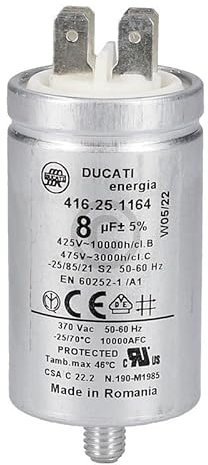 DUCATI
energia
416.25.1164
8 µF± 5%
425V~10000h/cl.B
475V~3000h/cl.C
-25/85/21 S2 50-60 Hz
EN 60252-1/A1
W05/22
CE
370 Vac 50-60 Hz
-25/70°C 10000AFC
PROTECTED
Tamb.max 45°C
CSA C 22.2 N.190-M1985
Made in Romania